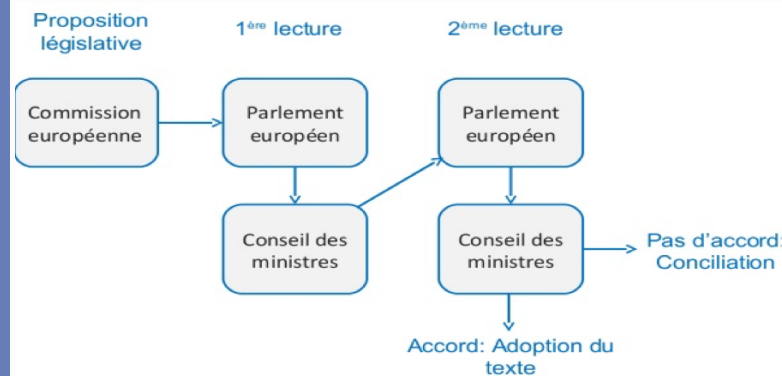 Proposition
législative
1ère lecture
2ème lecture
Commission
européenne
Parlement
européen
Parlement
européen
Conseil des
ministres
Conseil des
ministres
Pas d'accord:
Conciliation
Accord: Adoption du
texte